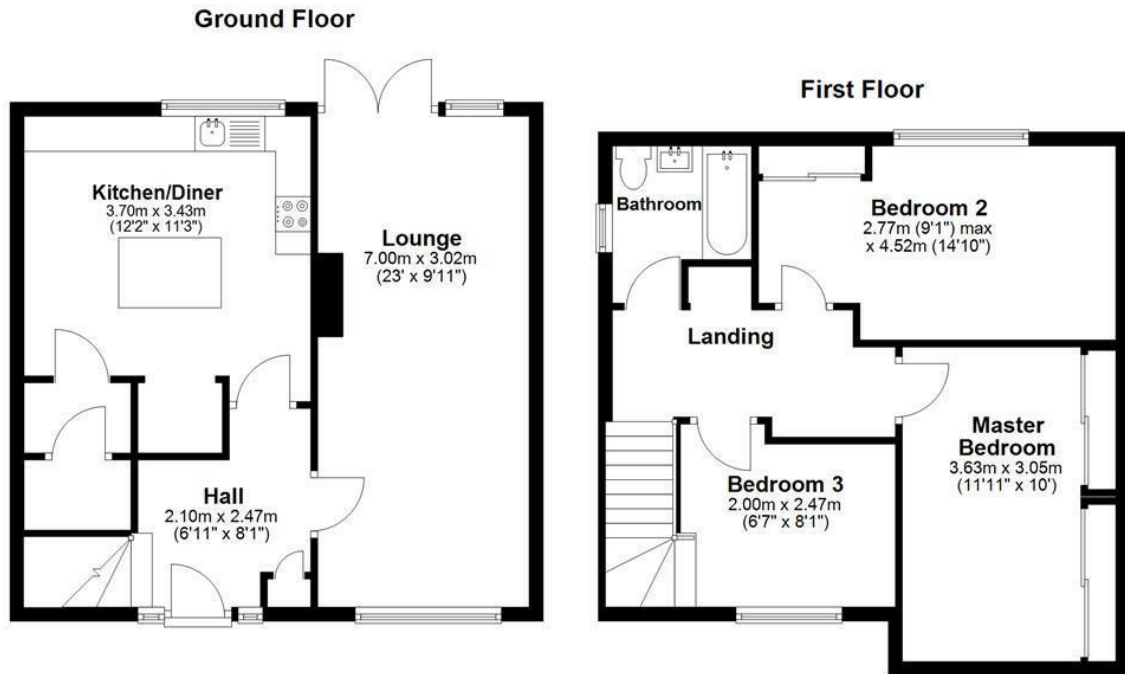 Ground Floor
Kitchen/Diner
3.70m x 3.43m
(12'2" x 11'3")
Lounge
7.00m x 3.02m
(23' x 9'11")
Hall
2.10m x 2.47m
(6'11" x 8'1")
First Floor
Bathroom
Bedroom 2
2.77m (9'1") max
x 4.52m (14'10")
Landing
Master
Bedroom
3.63m x 3.05m
(11'11" x 10')
Bedroom 3
2.00m x 2.47m
(6'7" x 8'1")